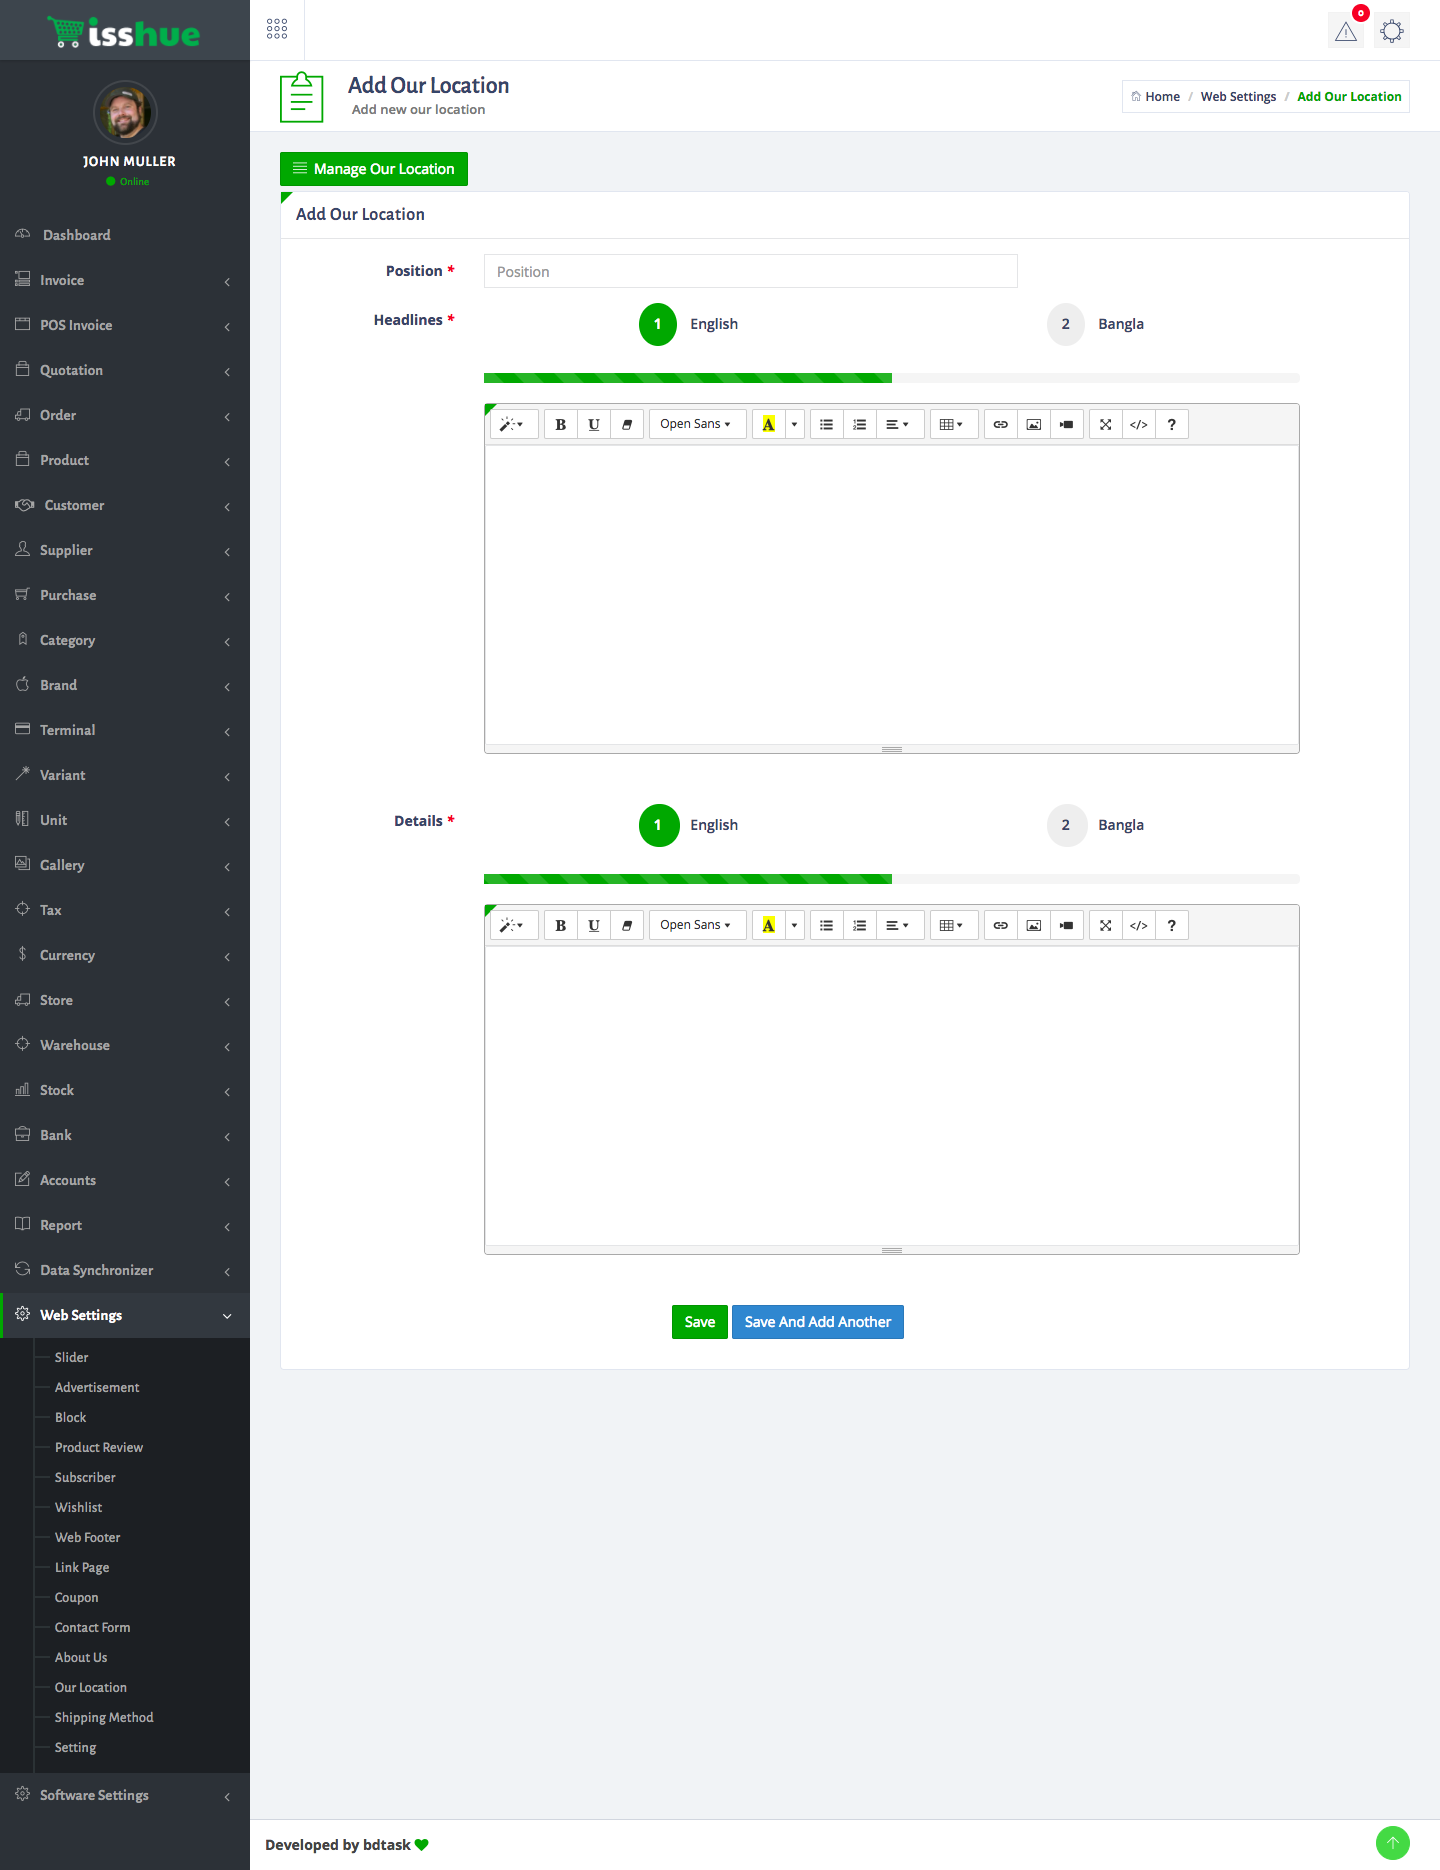 isshue
0
Add Our Location
Add new our location
Home / Web Settings / Add Our Location
JOHN MULLER
Online
Dashboard
Invoice
POS Invoice
Quotation
Order
Product
Customer
Supplier
Purchase
Category
Brand
Terminal
Variant
Unit
Gallery
Tax
Currency
Store
Warehouse
Stock
Bank
Accounts
Report
Data Synchronizer
Web Settings
Slider
Advertisement
Block
Product Review
Subscriber
Wishlist
Web Footer
Link Page
Coupon
Contact Form
About Us
Our Location
Shipping Method
Setting
Software Settings
Manage Our Location
Add Our Location
Position *
Position
Headlines *
1 English
2 Bangla
B U Open Sans A </> ?
Details *
1 English
2 Bangla
B U Open Sans A </> ?
Save
Save And Add Another
Developed by bdtask